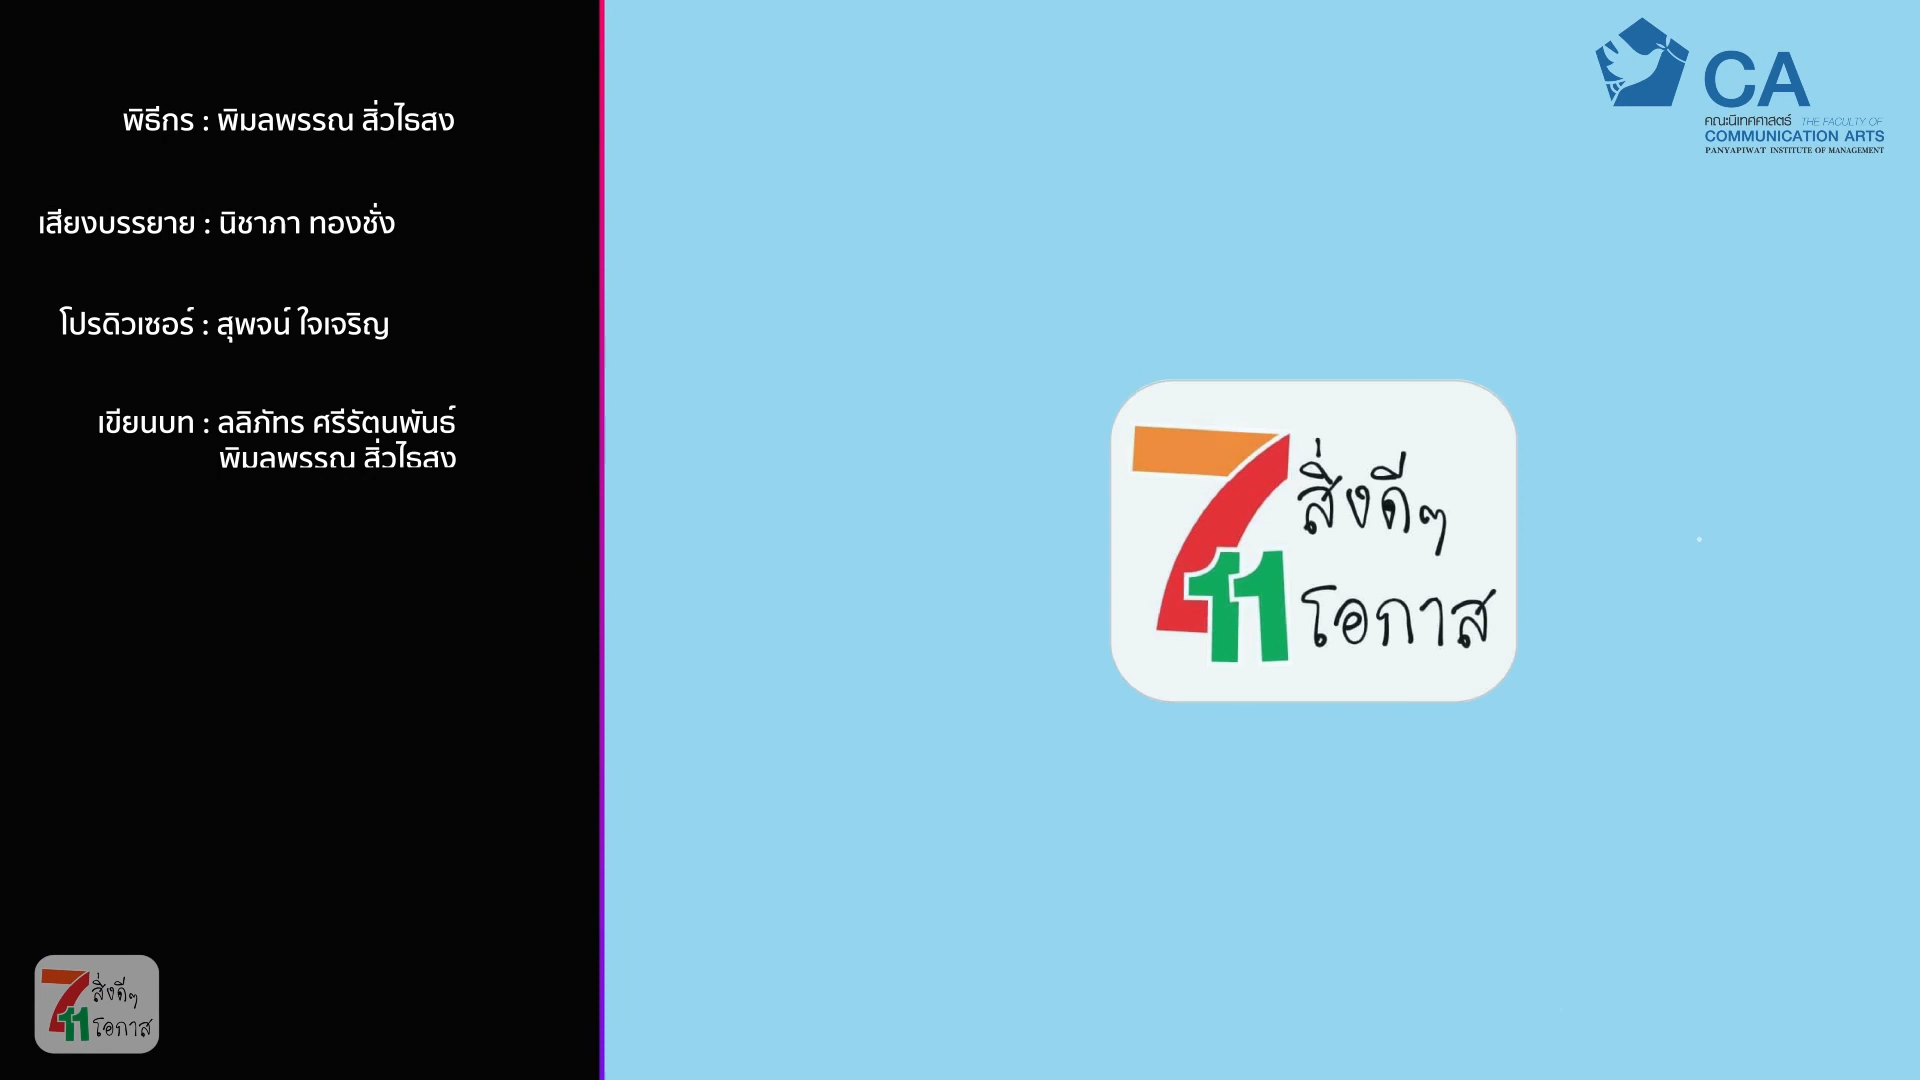 พิธีกร : พิมลพรรณ สิ่วไธสง
เสียงบรรยาย : นิชาภา ทองชั่ง
โปรดิวเซอร์ : สุพจน์ ใจเจริญ
เขียนบท : ลลิภัทร ศรีรัตนพันธ์
พิมลพรรณ สิ่วไธสง
CA
คณะนิเทศศาสตร์ THE FACULTY OF
COMMUNICATION ARTS
PANYAPIWAT INSTITUTE OF MANAGEMENT
7 สิ่งดีๆ
11 โอกาส
7 สิ่งดีๆ
11 โอกาส